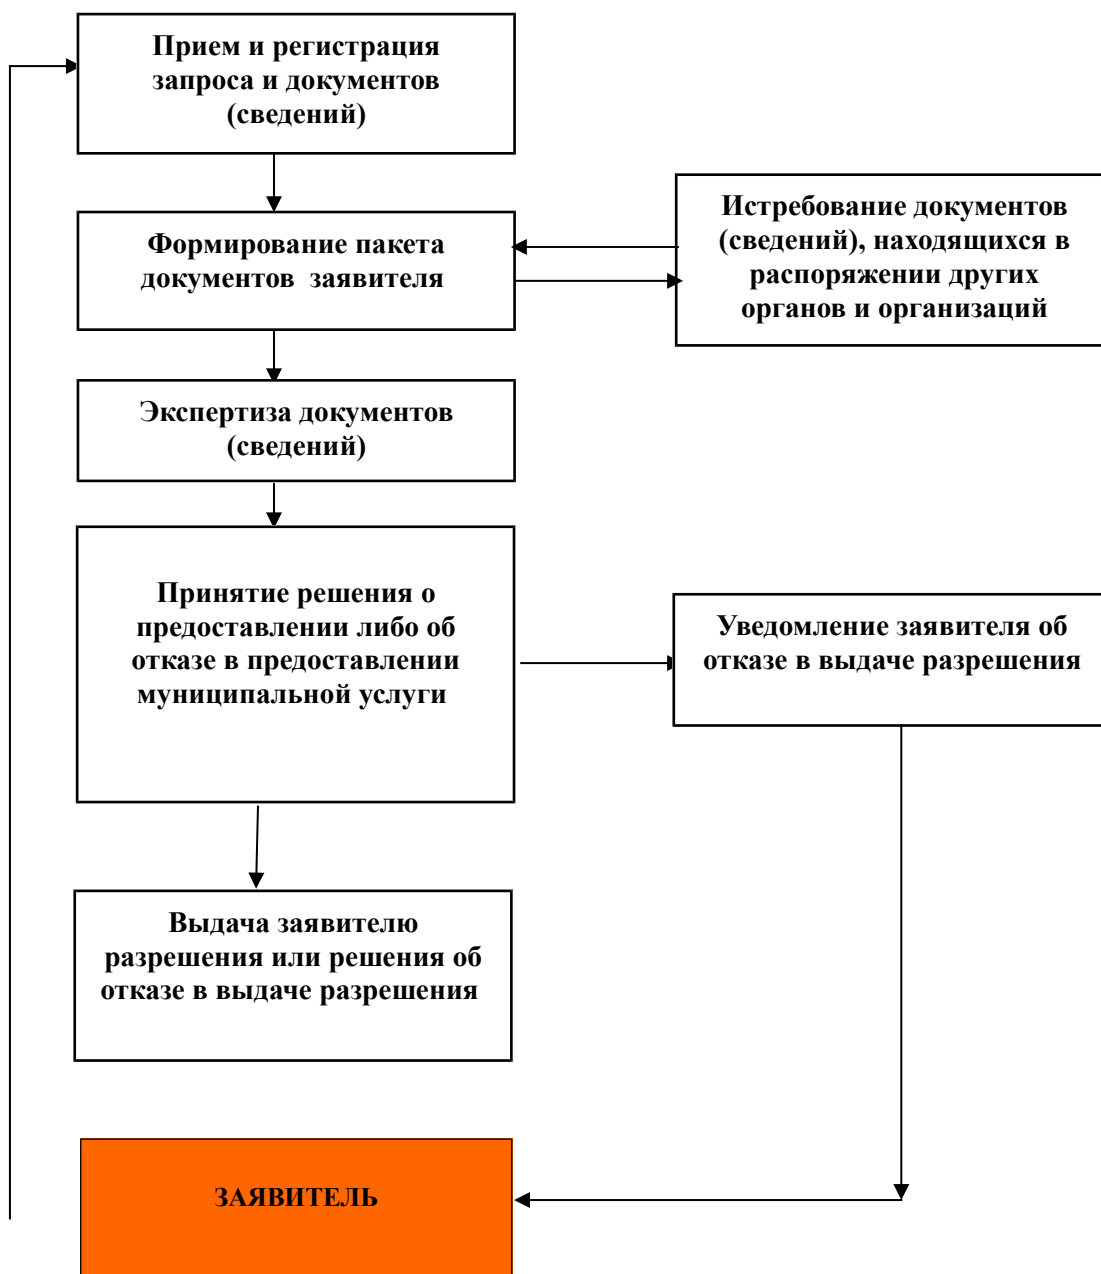 Прием и регистрация
запроса и документов
(сведений)
Формирование пакета
документов заявителя
Истребование документов
(сведений), находящихся в
распоряжении других
органов и организаций
Экспертиза документов
(сведений)
Принятие решения о
предоставлении либо об
отказе в предоставлении
муниципальной услуги
Уведомление заявителя об
отказе в выдаче разрешения
Выдача заявителю
разрешения или решения об
отказе в выдаче разрешения
ЗАЯВИТЕЛЬ